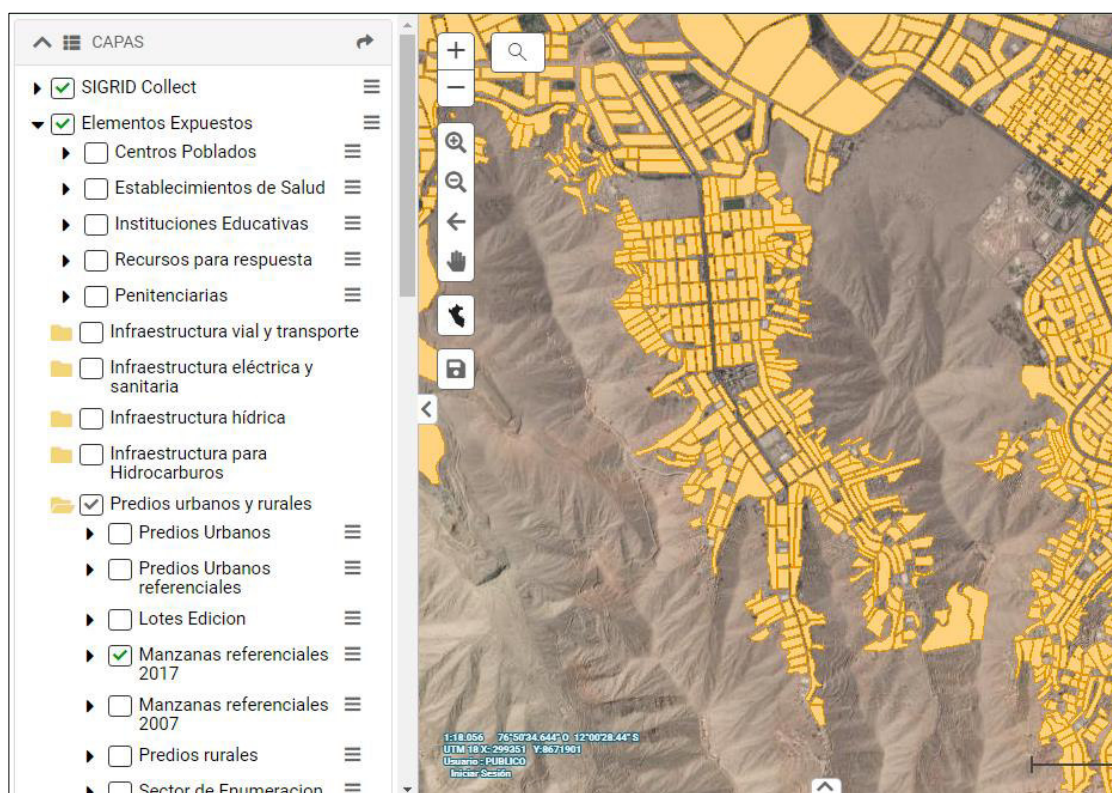 CAPAS
SIGRID Collect
Elementos Expuestos
Centros Poblados
Establecimientos de Salud
Instituciones Educativas
Recursos para respuesta
Penitenciarias
Infraestructura vial y transporte
Infraestructura eléctrica y
sanitaria
Infraestructura hídrica
Infraestructura para
Hidrocarburos
Predios urbanos y rurales
Predios Urbanos
Predios Urbanos
referenciales
Lotes Edicion
Manzanas referenciales
2017
Manzanas referenciales
2007
Predios rurales
Sector de Enumeracion
1:18.056 76°50'34.644" O 12°00'28.44" S
UTM 18 X: 299351 Y:8671901
Usuario - PUBLICO
Iniciar Sesión